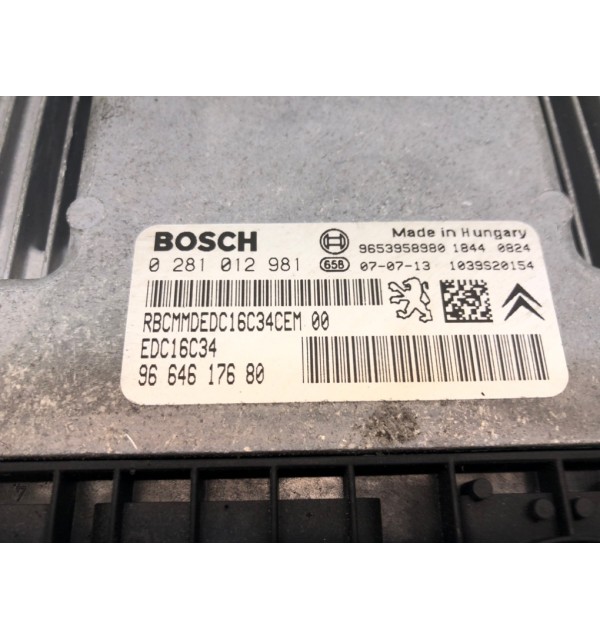 BOSCH
Made in Hungary
9653958980 1844 0824
0 281 012 981 658 07-07-13 1039S20154
RBCMMDEDC16C34CEM 00
EDC16C34
96 646 176 80